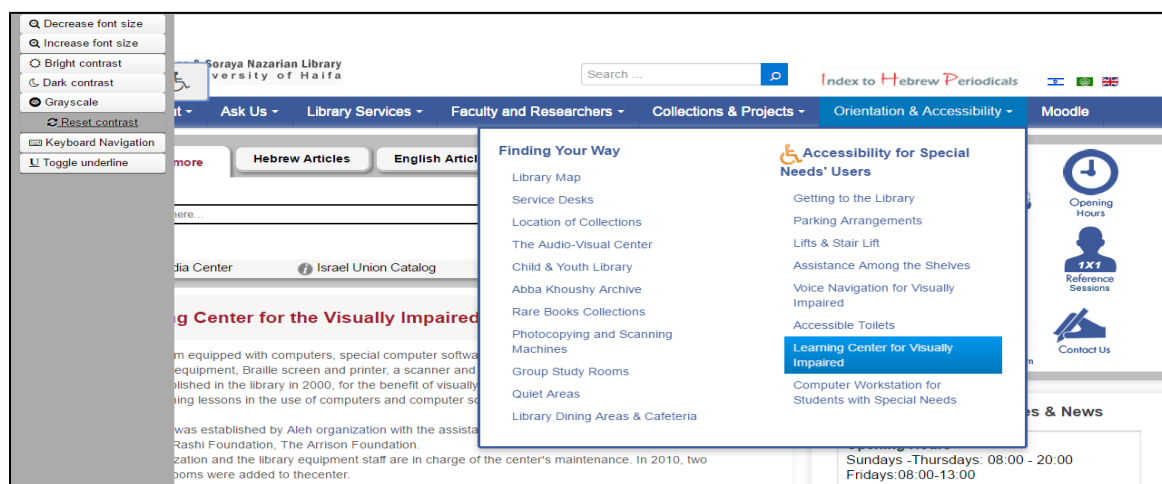 Decrease font size
Increase font size
Bright contrast
Dark contrast
Grayscale
Reset contrast
Keyboard Navigation
Toggle underline
Soraya Nazarian Library
versity of Haifa
Search ...
Index to Hebrew Periodicals
Ask Us
Library Services
Faculty and Researchers
Collections & Projects
Orientation & Accessibility
Moodle
more
Hebrew Articles
English Articl
here...
dia Center
Israel Union Catalog
Finding Your Way
Library Map
Service Desks
Location of Collections
The Audio-Visual Center
Child & Youth Library
Abba Khoushy Archive
Rare Books Collections
Photocopying and Scanning
Machines
Group Study Rooms
Quiet Areas
Library Dining Areas & Cafeteria
Accessibility for Special
Needs' Users
Getting to the Library
Parking Arrangements
Lifts & Stair Lift
Assistance Among the Shelves
Voice Navigation for Visually
Impaired
Accessible Toilets
Learning Center for Visually
Impaired
Computer Workstation for
Students with Special Needs
Opening
Hours
1X1
Reference
Sessions
Contact Us
ng Center for the Visually Impaired
m equipped with computers, special computer softwa
equipment, Braille screen and printer, a scanner and
blished in the library in 2000, for the benefit of visually
ning lessons in the use of computers and computer so
was established by Aleh organization with the assista
Rashi Foundation, The Arrison Foundation.
zation and the library equipment staff are in charge of the center's maintenance. In 2010, two
ooms were added to thecenter.
es & News
Sundays -Thursdays: 08:00 - 20:00
Fridays:08:00-13:00